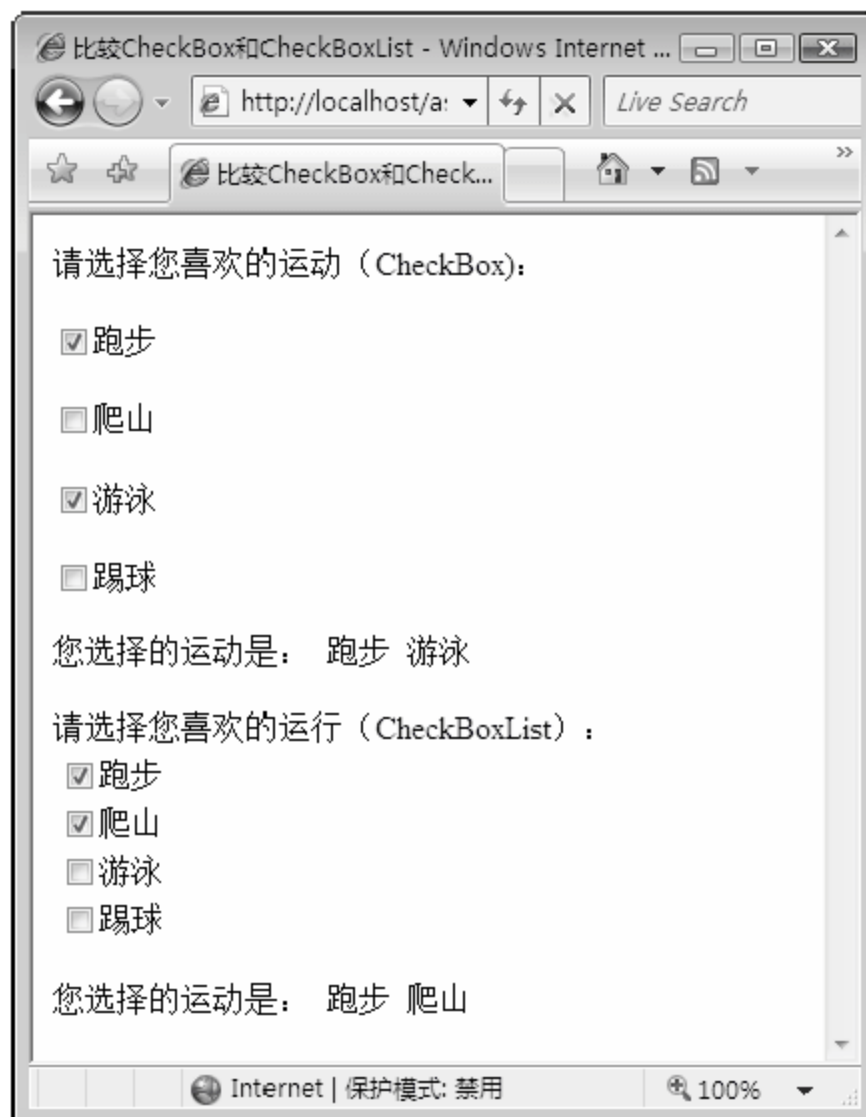 比较CheckBox和CheckBoxList - Windows Internet ...
http://localhost/a
Live Search
比较CheckBox和Check...
请选择您喜欢的运动（CheckBox)：
跑步
爬山
游泳
踢球
您选择的运动是： 跑步 游泳
请选择您喜欢的运行（CheckBoxList）：
跑步
爬山
游泳
踢球
您选择的运动是： 跑步 爬山
Internet | 保护模式: 禁用
100%